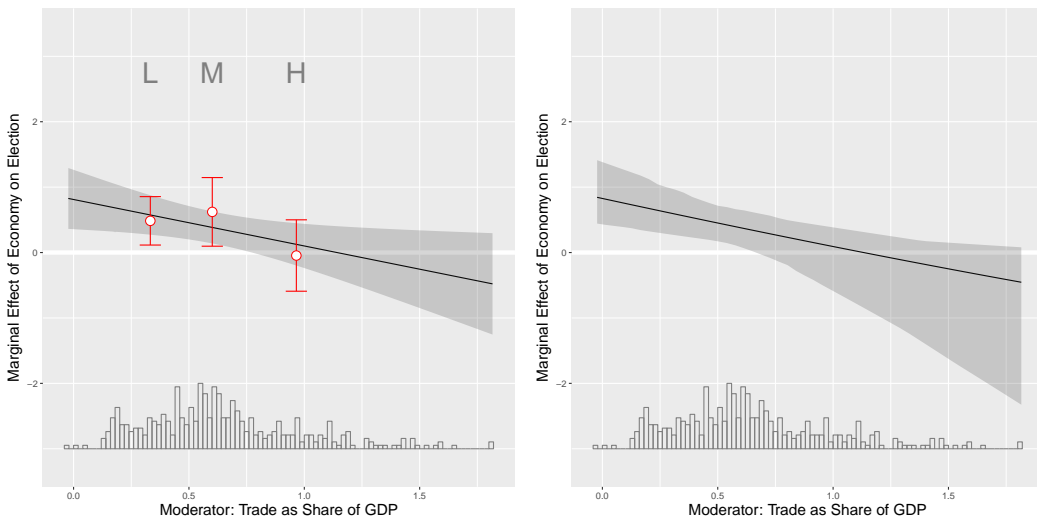 L M H
Marginal Effect of Economy on Election
2
0
−2
0.0 0.5 1.0 1.5
Moderator: Trade as Share of GDP
Marginal Effect of Economy on Election
2
0
−2
0.0 0.5 1.0 1.5
Moderator: Trade as Share of GDP